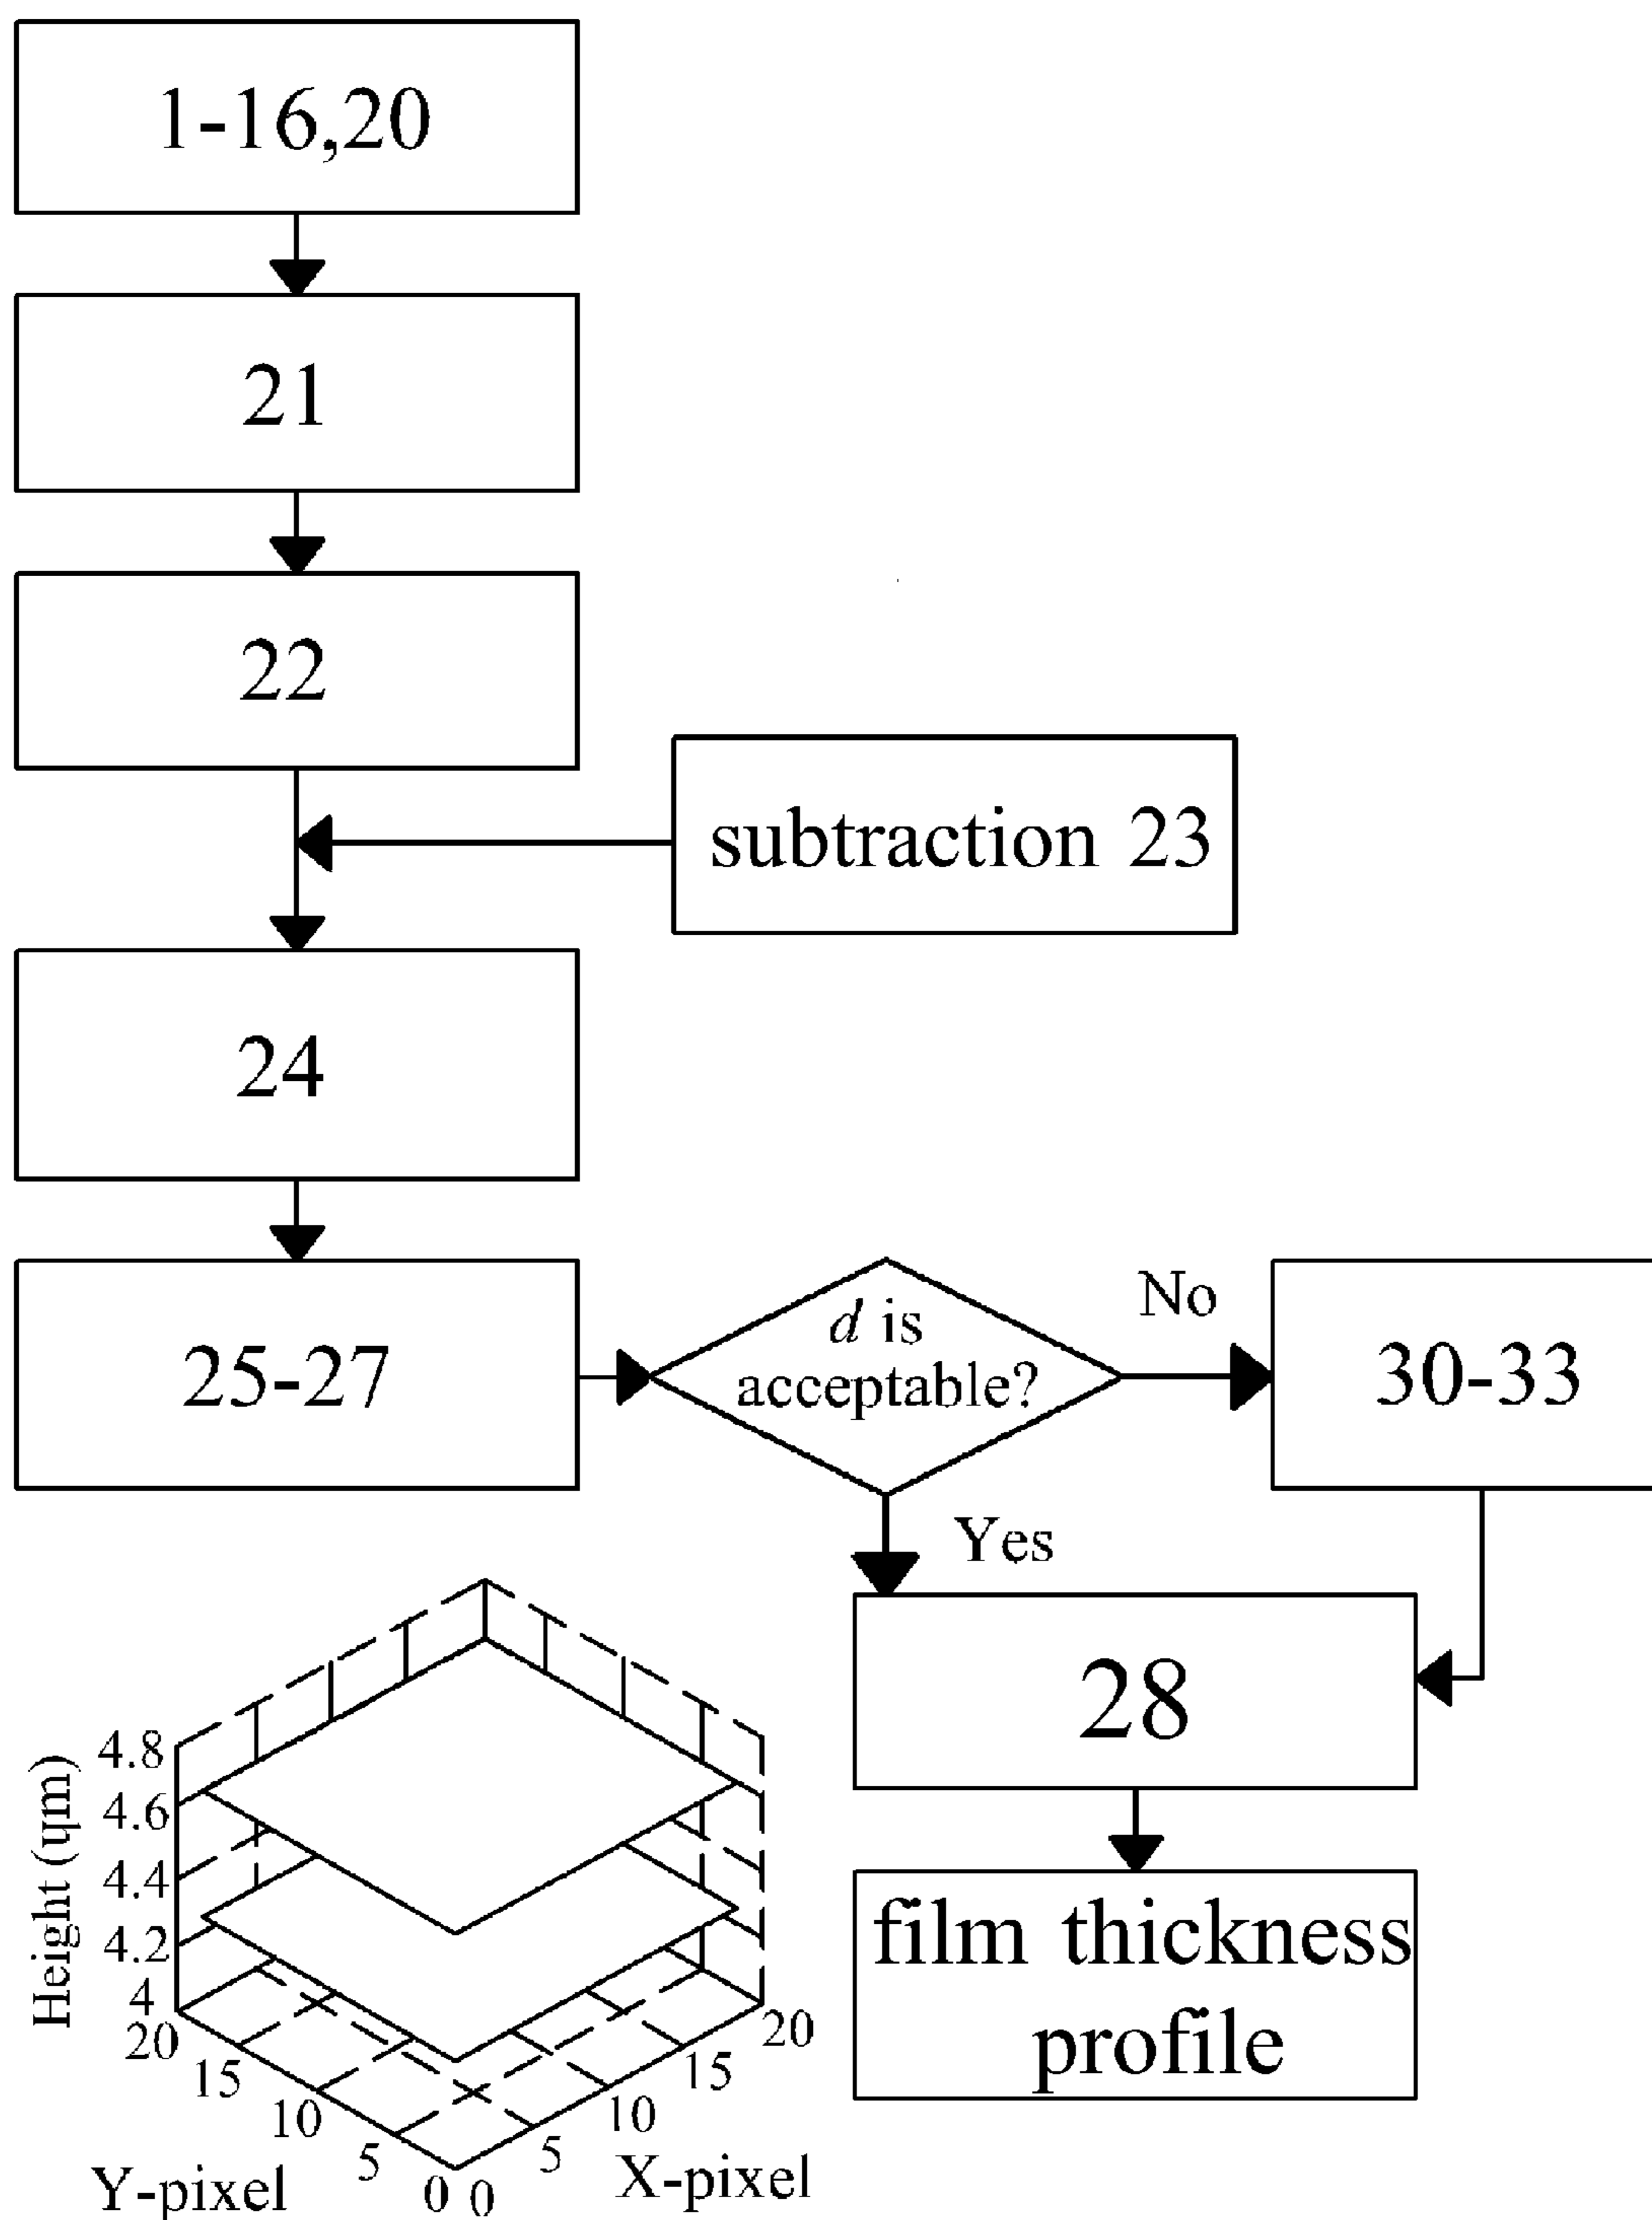 1-16,20
21
22
subtraction 23
24
25-27
d is
acceptable?
No
30-33
Yes
28
film thickness
profile
Height (ηm)
4.8
4.6
4.4
4.2
4
20
15
10
5
0
0
5
10
15
20
Y-pixel
X-pixel